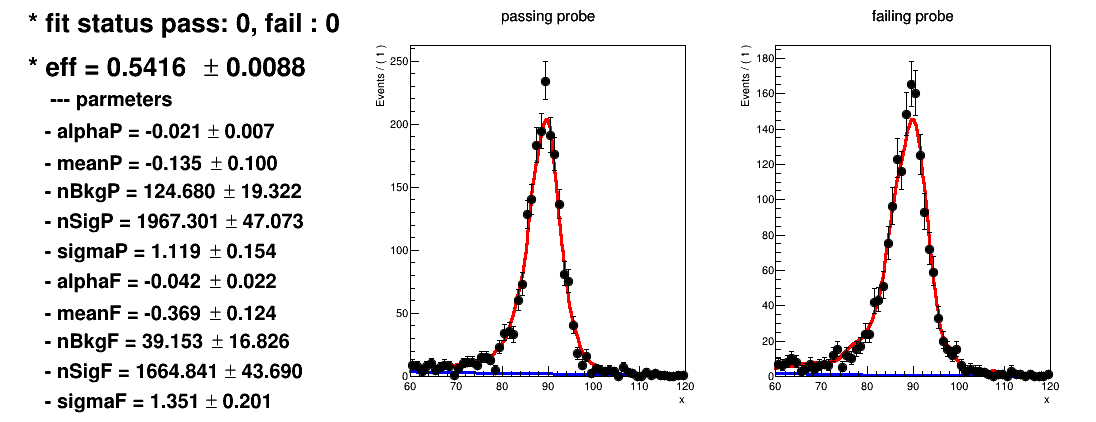 * fit status pass: 0, fail : 0
* eff = 0.5416 ± 0.0088
--- parmeters
- alphaP = -0.021 ± 0.007
- meanP = -0.135 ± 0.100
- nBkgP = 124.680 ± 19.322
- nSigP = 1967.301 ± 47.073
- sigmaP = 1.119 ± 0.154
- alphaF = -0.042 ± 0.022
- meanF = -0.369 ± 0.124
- nBkgF = 39.153 ± 16.826
- nSigF = 1664.841 ± 43.690
- sigmaF = 1.351 ± 0.201
passing probe
Events / ( 1 )
250
200
150
100
50
0
60 70 80 90 100 110 120
x
failing probe
Events / ( 1 )
180
160
140
120
100
80
60
40
20
0
60 70 80 90 100 110 120
x